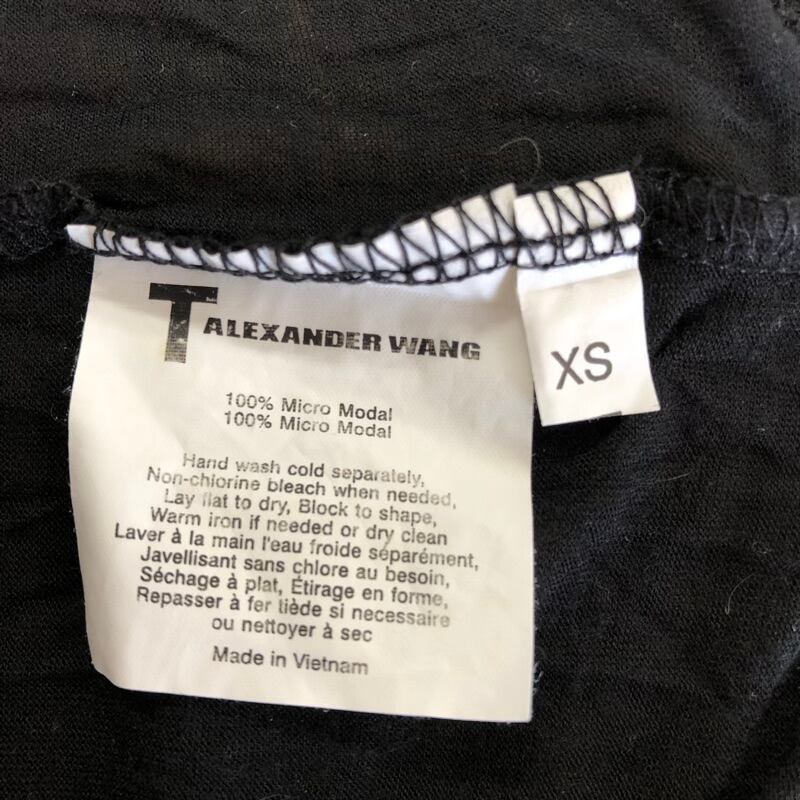 T ALEXANDER WANG
XS
100% Micro Modal
100% Micro Modal
Hand wash cold separately,
Non-chlorine bleach when needed,
Lay flat to dry, Block to shape,
Warm iron if needed or dry clean
Laver à la main l'eau froide séparément,
Javellisant sans chlore au besoin,
Séchage à plat, Étirage en forme,
Repasser à fer tiède si necessaire
ou nettoyer à sec
Made in Vietnam